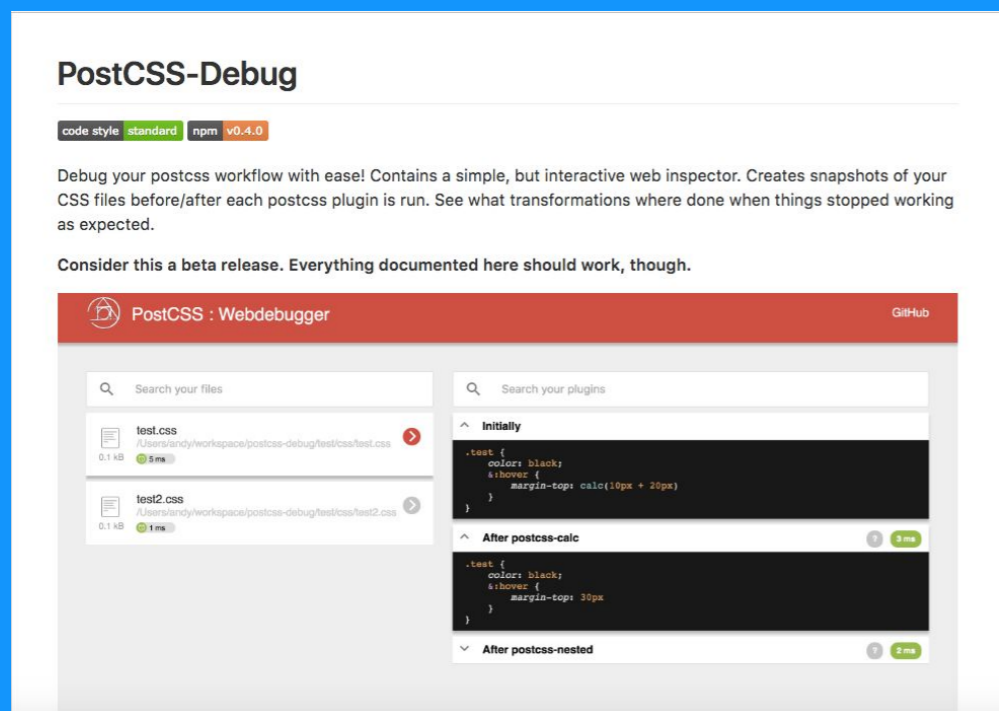 PostCSS-Debug
code style standard npm v0.4.0
Debug your postcss workflow with ease! Contains a simple, but interactive web inspector. Creates snapshots of your
CSS files before/after each postcss plugin is run. See what transformations where done when things stopped working
as expected.
Consider this a beta release. Everything documented here should work, though.
PostCSS : Webdebugger
GitHub
Search your files
test.css
/Users/andy/workspace/postcss-debug/test/css/test.css
0.1 kB 5 ms
test2.css
/Users/andy/workspace/postcss-debug/test/css/test2.css
0.1 kB 1 ms
Search your plugins
Initially
.test {
color: black;
&:hover {
margin-top: calc(10px + 20px)
}
}
After postcss-calc ? 3 ms
.test {
color: black;
&:hover {
margin-top: 30px
}
}
After postcss-nested ? 2 ms